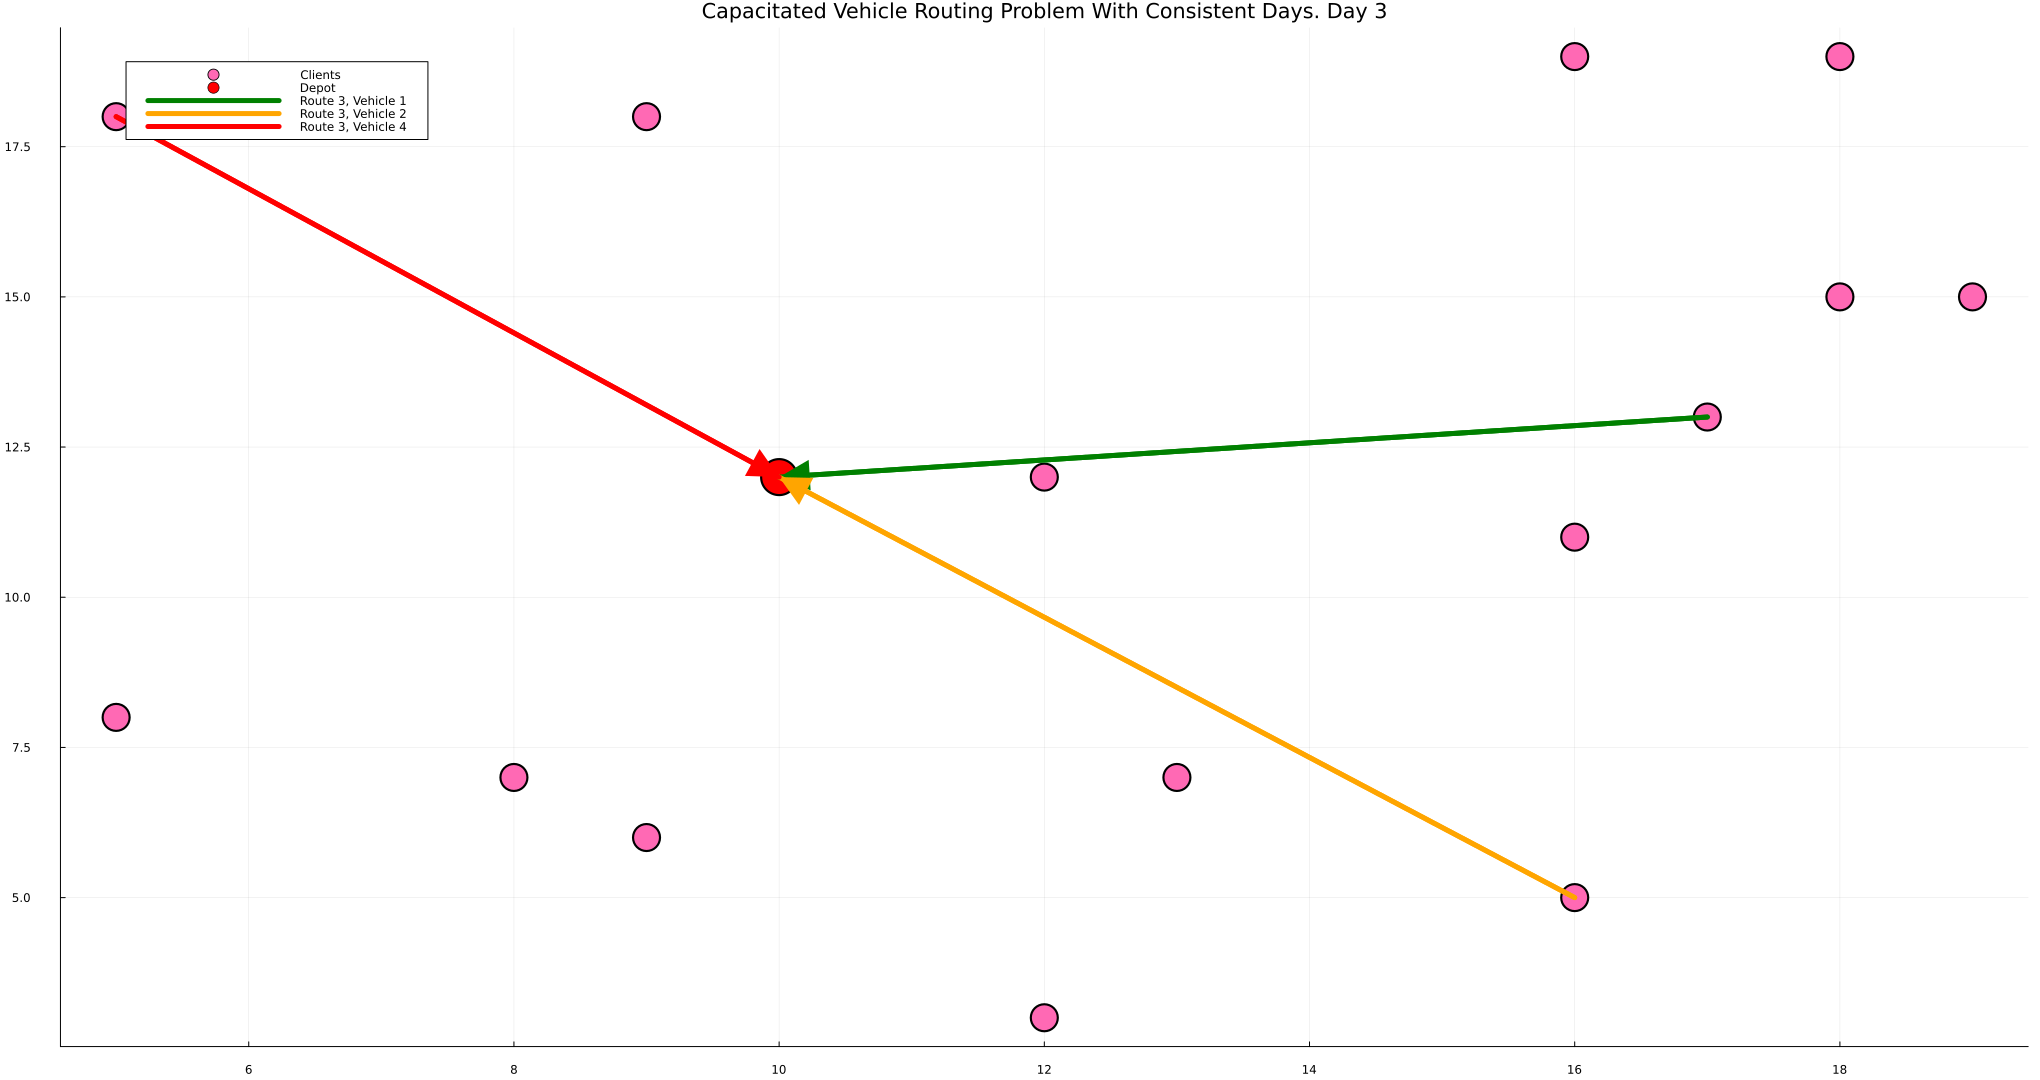 Capacitated Vehicle Routing Problem With Consistent Days. Day 3
Clients
Depot
Route 3, Vehicle 1
Route 3, Vehicle 2
Route 3, Vehicle 4
17.5
15.0
12.5
10.0
7.5
5.0
6 8 10 12 14 16 18